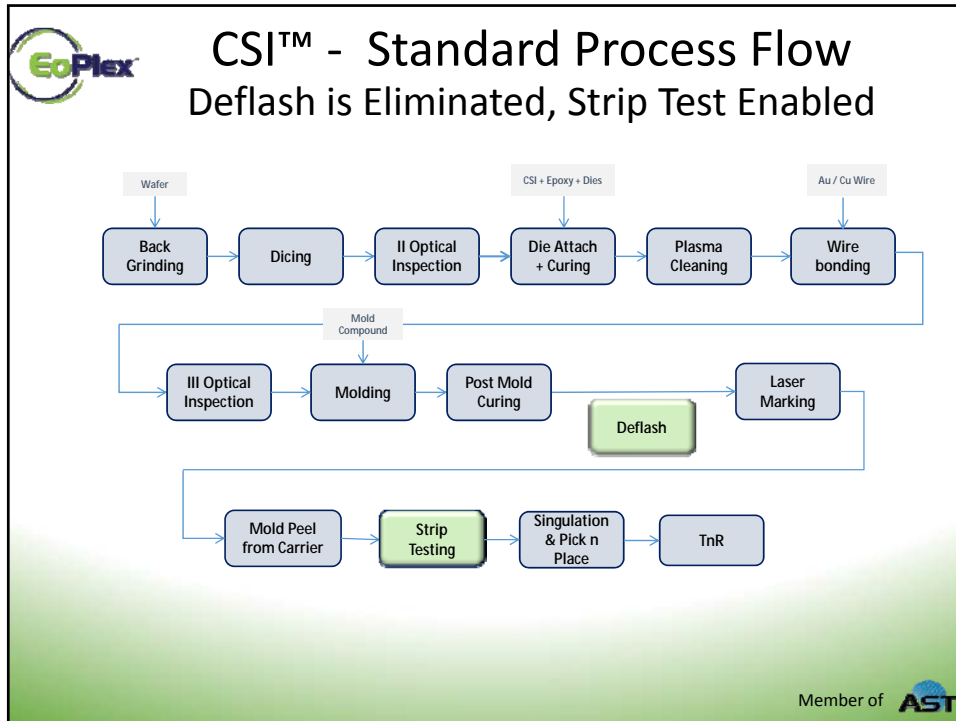 EoPlex
CSI™ - Standard Process Flow
Deflash is Eliminated, Strip Test Enabled
Wafer
CSI + Epoxy + Dies
Au / Cu Wire
Back
Grinding
Dicing
II Optical
Inspection
Die Attach
+ Curing
Plasma
Cleaning
Wire
bonding
Mold
Compound
III Optical
Inspection
Molding
Post Mold
Curing
Deflash
Laser
Marking
Mold Peel
from Carrier
Strip
Testing
Singulation
& Pick n
Place
TnR
Member of AST